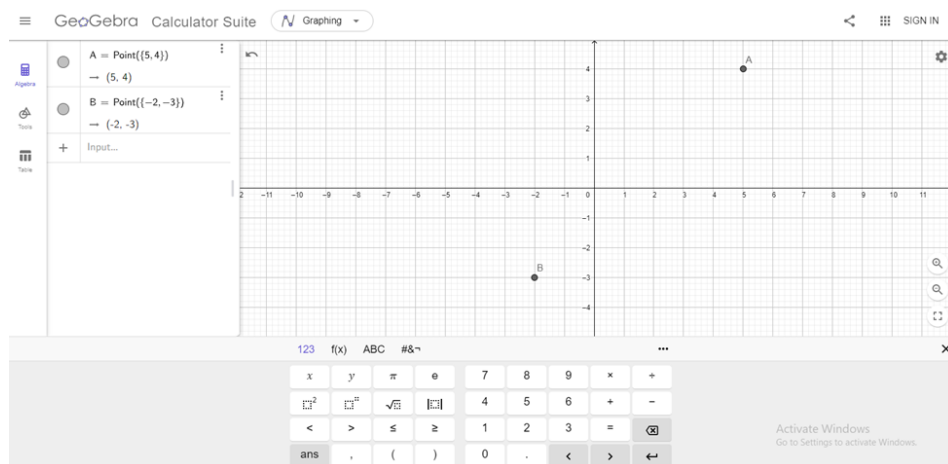 GeoGebra Calculator Suite Graphing SIGN IN
Algebra
Tools
Table
A = Point({5, 4})
→ (5, 4)
B = Point({−2, −3})
→ (-2, -3)
+ Input...
A
B
4
3
2
1
2 −11 −10 −9 −8 −7 −6 −5 −4 −3 −2 −1 0 1 2 3 4 5 6 7 8 9 10 11
−1
−2
−3
−4
123 f(x) ABC #&¬
x y π e 7 8 9 × ÷
4 5 6 + −
< > ≤ ≥ 1 2 3 =
ans , ( ) 0 . < >
Activate Windows
Go to Settings to activate Windows.